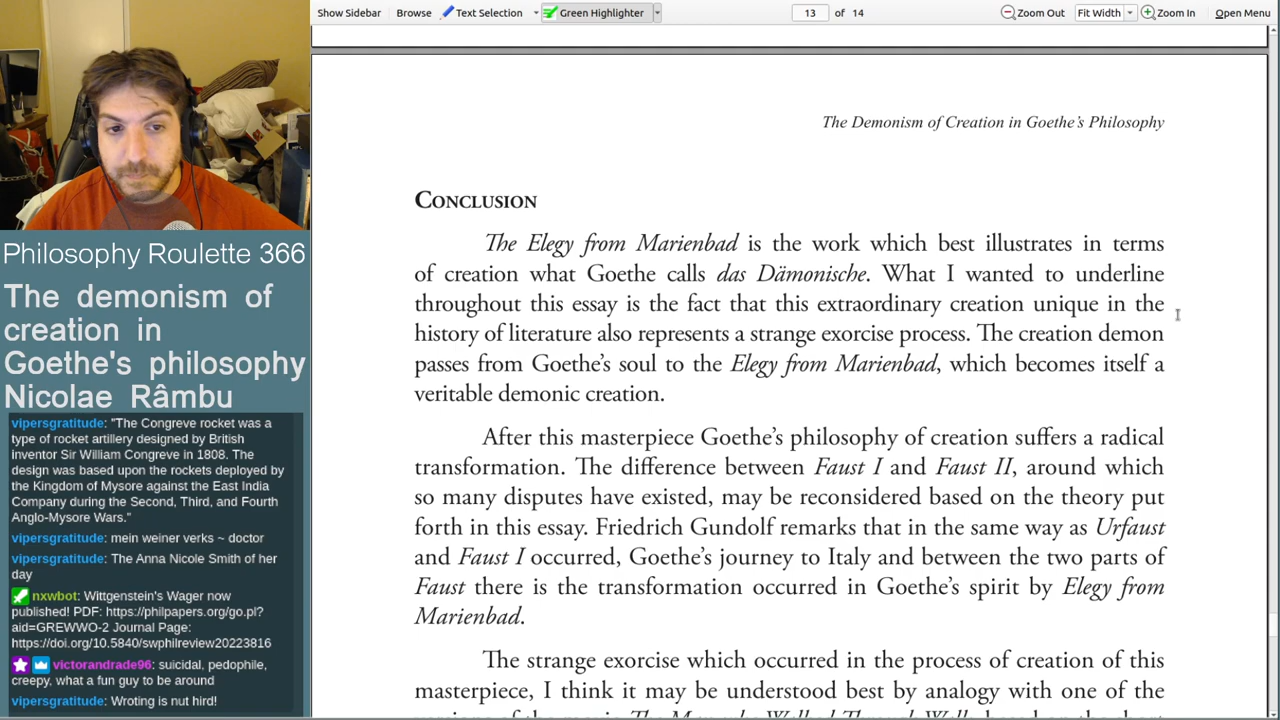 Show Sidebar Browse Text Selection Green Highlighter 13 of 14 Zoom Out Fit Width Zoom In Open Menu
The Demonism of Creation in Goethe's Philosophy
CONCLUSION
The Elegy from Marienbad is the work which best illustrates in terms
of creation what Goethe calls das Dämonische. What I wanted to underline
throughout this essay is the fact that this extraordinary creation unique in the
history of literature also represents a strange exorcise process. The creation demon
passes from Goethe's soul to the Elegy from Marienbad, which becomes itself a
veritable demonic creation.
After this masterpiece Goethe's philosophy of creation suffers a radical
transformation. The difference between Faust I and Faust II, around which
so many disputes have existed, may be reconsidered based on the theory put
forth in this essay. Friedrich Gundolf remarks that in the same way as Urfaust
and Faust I occurred, Goethe's journey to Italy and between the two parts of
Faust there is the transformation occurred in Goethe's spirit by Elegy from
Marienbad.
The strange exorcise which occurred in the process of creation of this
masterpiece, I think it may be understood best by analogy with one of the
Philosophy Roulette 366
The demonism of
creation in
Goethe's philosophy
Nicolae Râmbu
vipersgratitude: "The Congreve rocket was a
type of rocket artillery designed by British
inventor Sir William Congreve in 1808. The
design was based upon the rockets deployed by
the Kingdom of Mysore against the East India
Company during the Second, Third, and Fourth
Anglo-Mysore Wars."
vipersgratitude: mein weiner verks ~ doctor
vipersgratitude: The Anna Nicole Smith of her
day
nxwbot: Wittgenstein's Wager now
published! PDF: https://philpapers.org/go.pl?
aid=GREWWO-2 Journal Page:
https://doi.org/10.5840/swphilreview20223816
victorandrade96: suicidal, pedophile,
creepy, what a fun guy to be around
vipersgratitude: Wroting is nut hird!